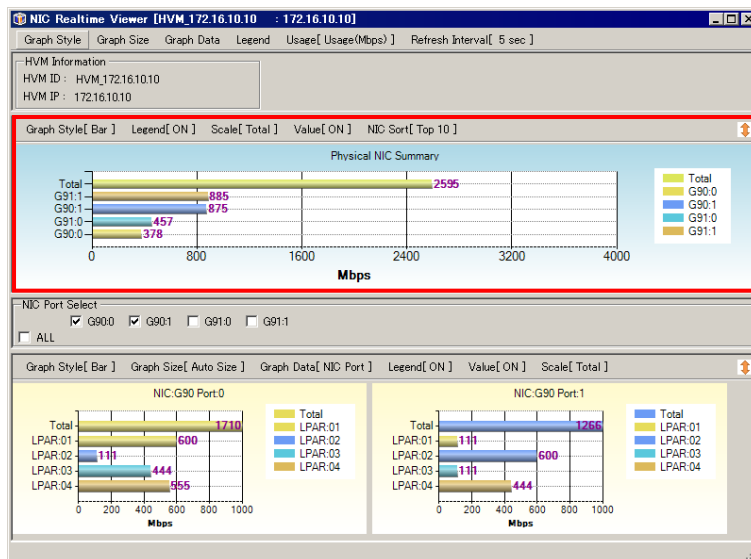 NIC Realtime Viewer [HVM_172.16.10.10 : 172.16.10.10]
Graph Style Graph Size Graph Data Legend Usage[ Usage(Mbps) ] Refresh Interval[ 5 sec ]
HVM Information
HVM ID : HVM_172.16.10.10
HVM IP : 172.16.10.10
Graph Style[ Bar ] Legend[ ON ] Scale[ Total ] Value[ ON ] NIC Sort[ Top 10 ]
Physical NIC Summary
Total 2595
G91:1 885
G90:1 875
G91:0 457
G90:0 378
0 800 1600 2400 3200 4000
Mbps
Total
G90:0
G90:1
G91:0
G91:1
NIC Port Select
G90:0 G90:1 G91:0 G91:1
ALL
Graph Style[ Bar ] Graph Size[ Auto Size ] Graph Data[ NIC Port ] Legend[ ON ] Value[ ON ] Scale[ Total ]
NIC:G90 Port:0
Total 1710
LPAR:01 600
LPAR:02 111
LPAR:03 444
LPAR:04 555
0 200 400 600 800 1000
Mbps
Total
LPAR:01
LPAR:02
LPAR:03
LPAR:04
NIC:G90 Port:1
Total 1266
LPAR:01 111
LPAR:02 600
LPAR:03 111
LPAR:04 444
0 200 400 600 800 1000
Mbps
Total
LPAR:01
LPAR:02
LPAR:03
LPAR:04